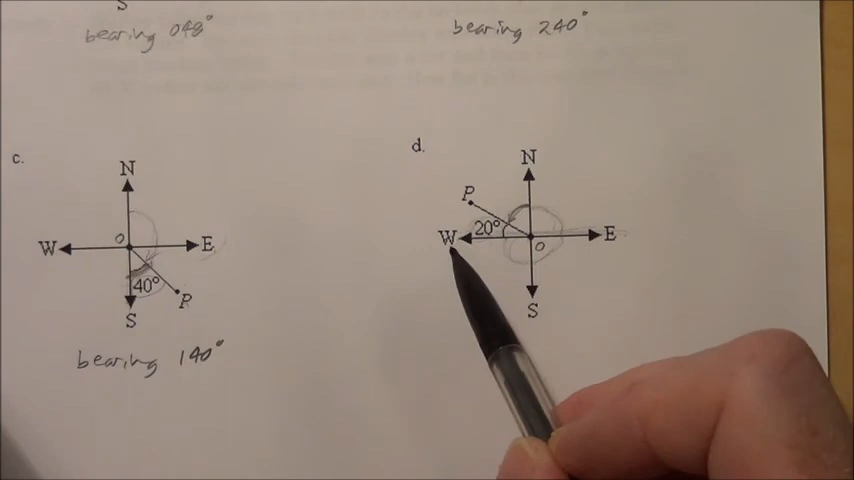 S
bearing 048°
bearing 240°
c.
N
W
O
E
40°
P
S
bearing 140°
d.
N
P
W
20°
O
E
S